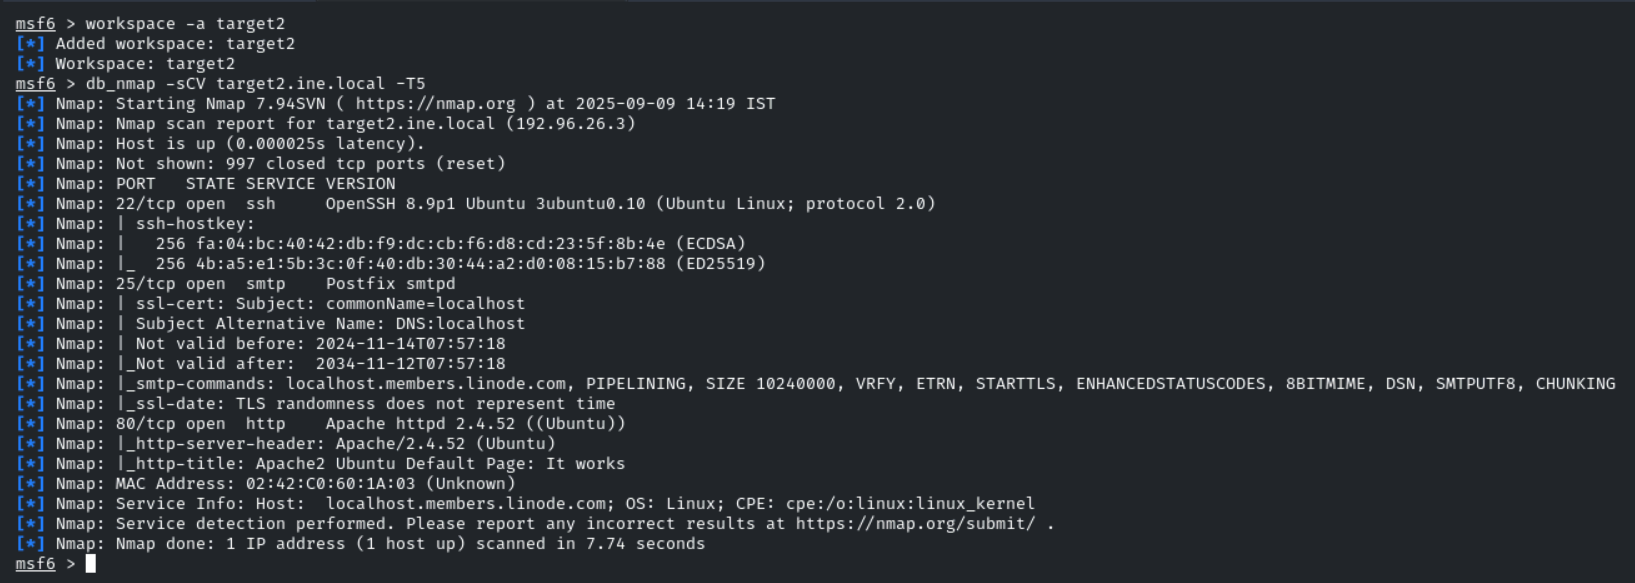 msf6 > workspace -a target2
[*] Added workspace: target2
[*] Workspace: target2
msf6 > db_nmap -sCV target2.ine.local -T5
[*] Nmap: Starting Nmap 7.94SVN ( https://nmap.org ) at 2025-09-09 14:19 IST
[*] Nmap: Nmap scan report for target2.ine.local (192.96.26.3)
[*] Nmap: Host is up (0.000025s latency).
[*] Nmap: Not shown: 997 closed tcp ports (reset)
[*] Nmap: PORT   STATE SERVICE VERSION
[*] Nmap: 22/tcp open  ssh     OpenSSH 8.9p1 Ubuntu 3ubuntu0.10 (Ubuntu Linux; protocol 2.0)
[*] Nmap: | ssh-hostkey:
[*] Nmap: |   256 fa:04:bc:40:42:db:f9:dc:cb:f6:d8:cd:23:5f:8b:4e (ECDSA)
[*] Nmap: |_  256 4b:a5:e1:5b:3c:0f:40:db:30:44:a2:d0:08:15:b7:88 (ED25519)
[*] Nmap: 25/tcp open  smtp    Postfix smtpd
[*] Nmap: | ssl-cert: Subject: commonName=localhost
[*] Nmap: | Subject Alternative Name: DNS:localhost
[*] Nmap: | Not valid before: 2024-11-14T07:57:18
[*] Nmap: |_Not valid after:  2034-11-12T07:57:18
[*] Nmap: |_smtp-commands: localhost.members.linode.com, PIPELINING, SIZE 10240000, VRFY, ETRN, STARTTLS, ENHANCEDSTATUSCODES, 8BITMIME, DSN, SMTPUTF8, CHUNKING
[*] Nmap: |_ssl-date: TLS randomness does not represent time
[*] Nmap: 80/tcp open  http    Apache httpd 2.4.52 ((Ubuntu))
[*] Nmap: |_http-server-header: Apache/2.4.52 (Ubuntu)
[*] Nmap: |_http-title: Apache2 Ubuntu Default Page: It works
[*] Nmap: MAC Address: 02:42:C0:60:1A:03 (Unknown)
[*] Nmap: Service Info: Host:  localhost.members.linode.com; OS: Linux; CPE: cpe:/o:linux:linux_kernel
[*] Nmap: Service detection performed. Please report any incorrect results at https://nmap.org/submit/ .
[*] Nmap: Nmap done: 1 IP address (1 host up) scanned in 7.74 seconds
msf6 >